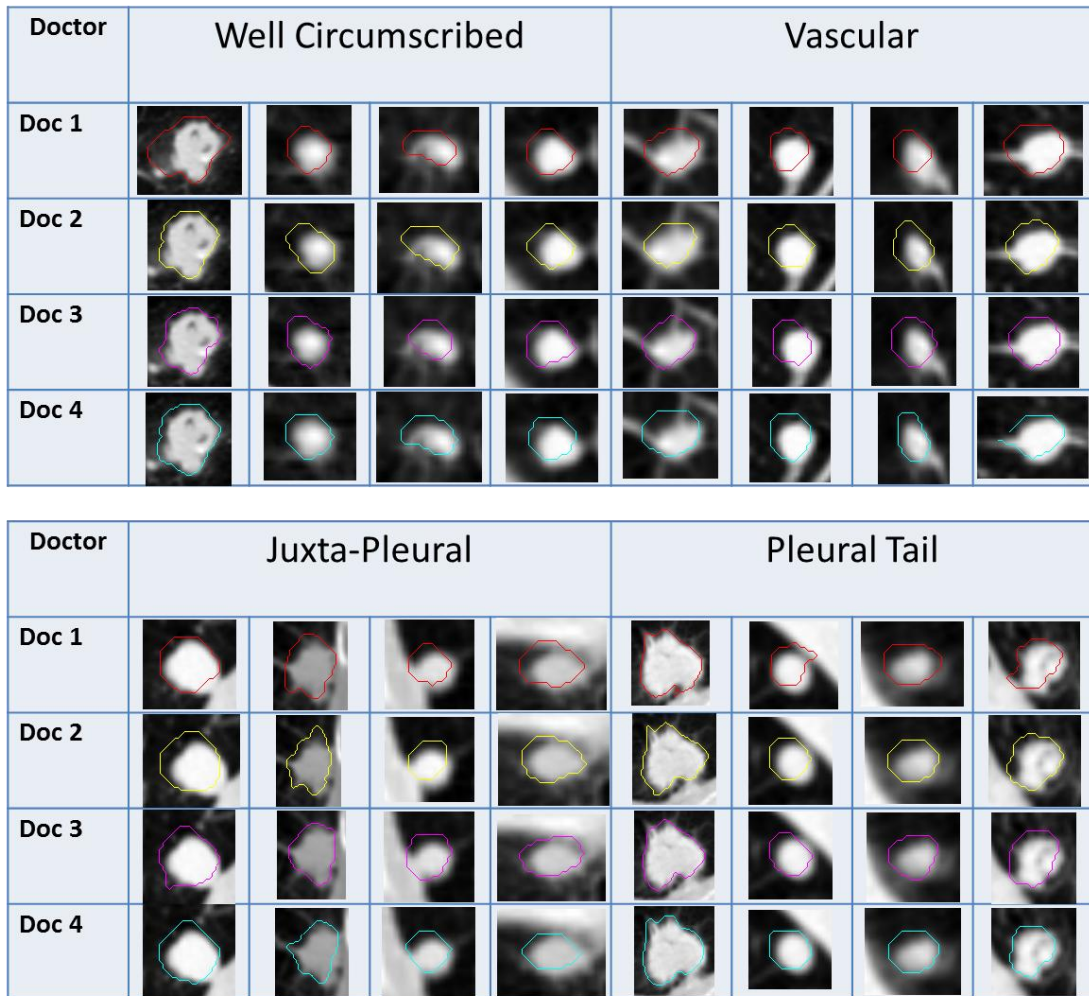 Doctor Well Circumscribed Vascular
Doc 1
Doc 2
Doc 3
Doc 4
Doctor Juxta-Pleural Pleural Tail
Doc 1
Doc 2
Doc 3
Doc 4